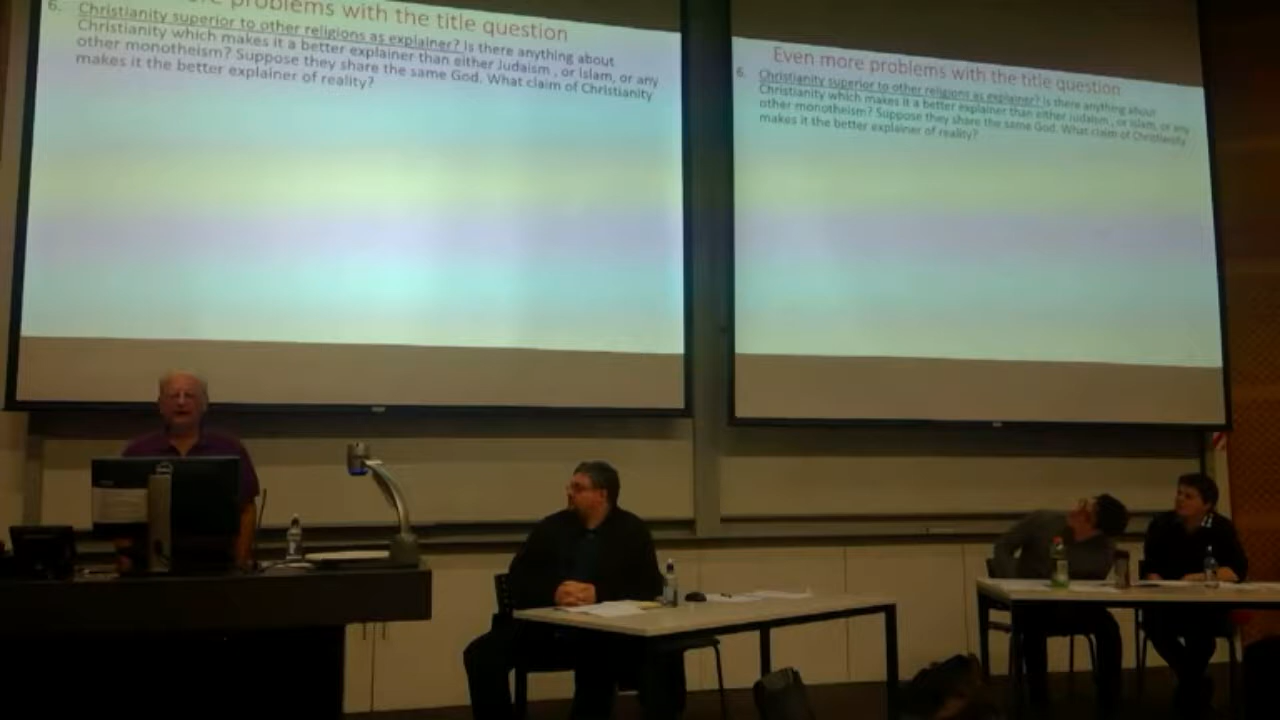 re problems with the title question
6. Christianity superior to other religions as explainer? Is there anything about
Christianity which makes it a better explainer than either Judaism , or Islam, or any
other monotheism? Suppose they share the same God. What claim of Christianity
makes it the better explainer of reality?
Even more problems with the title question
6. Christianity superior to other religions as explainer? Is there anything about
Christianity which makes it a better explainer than either Judaism , or Islam, or any
other monotheism? Suppose they share the same God. What claim of Christianity
makes it the better explainer of reality?